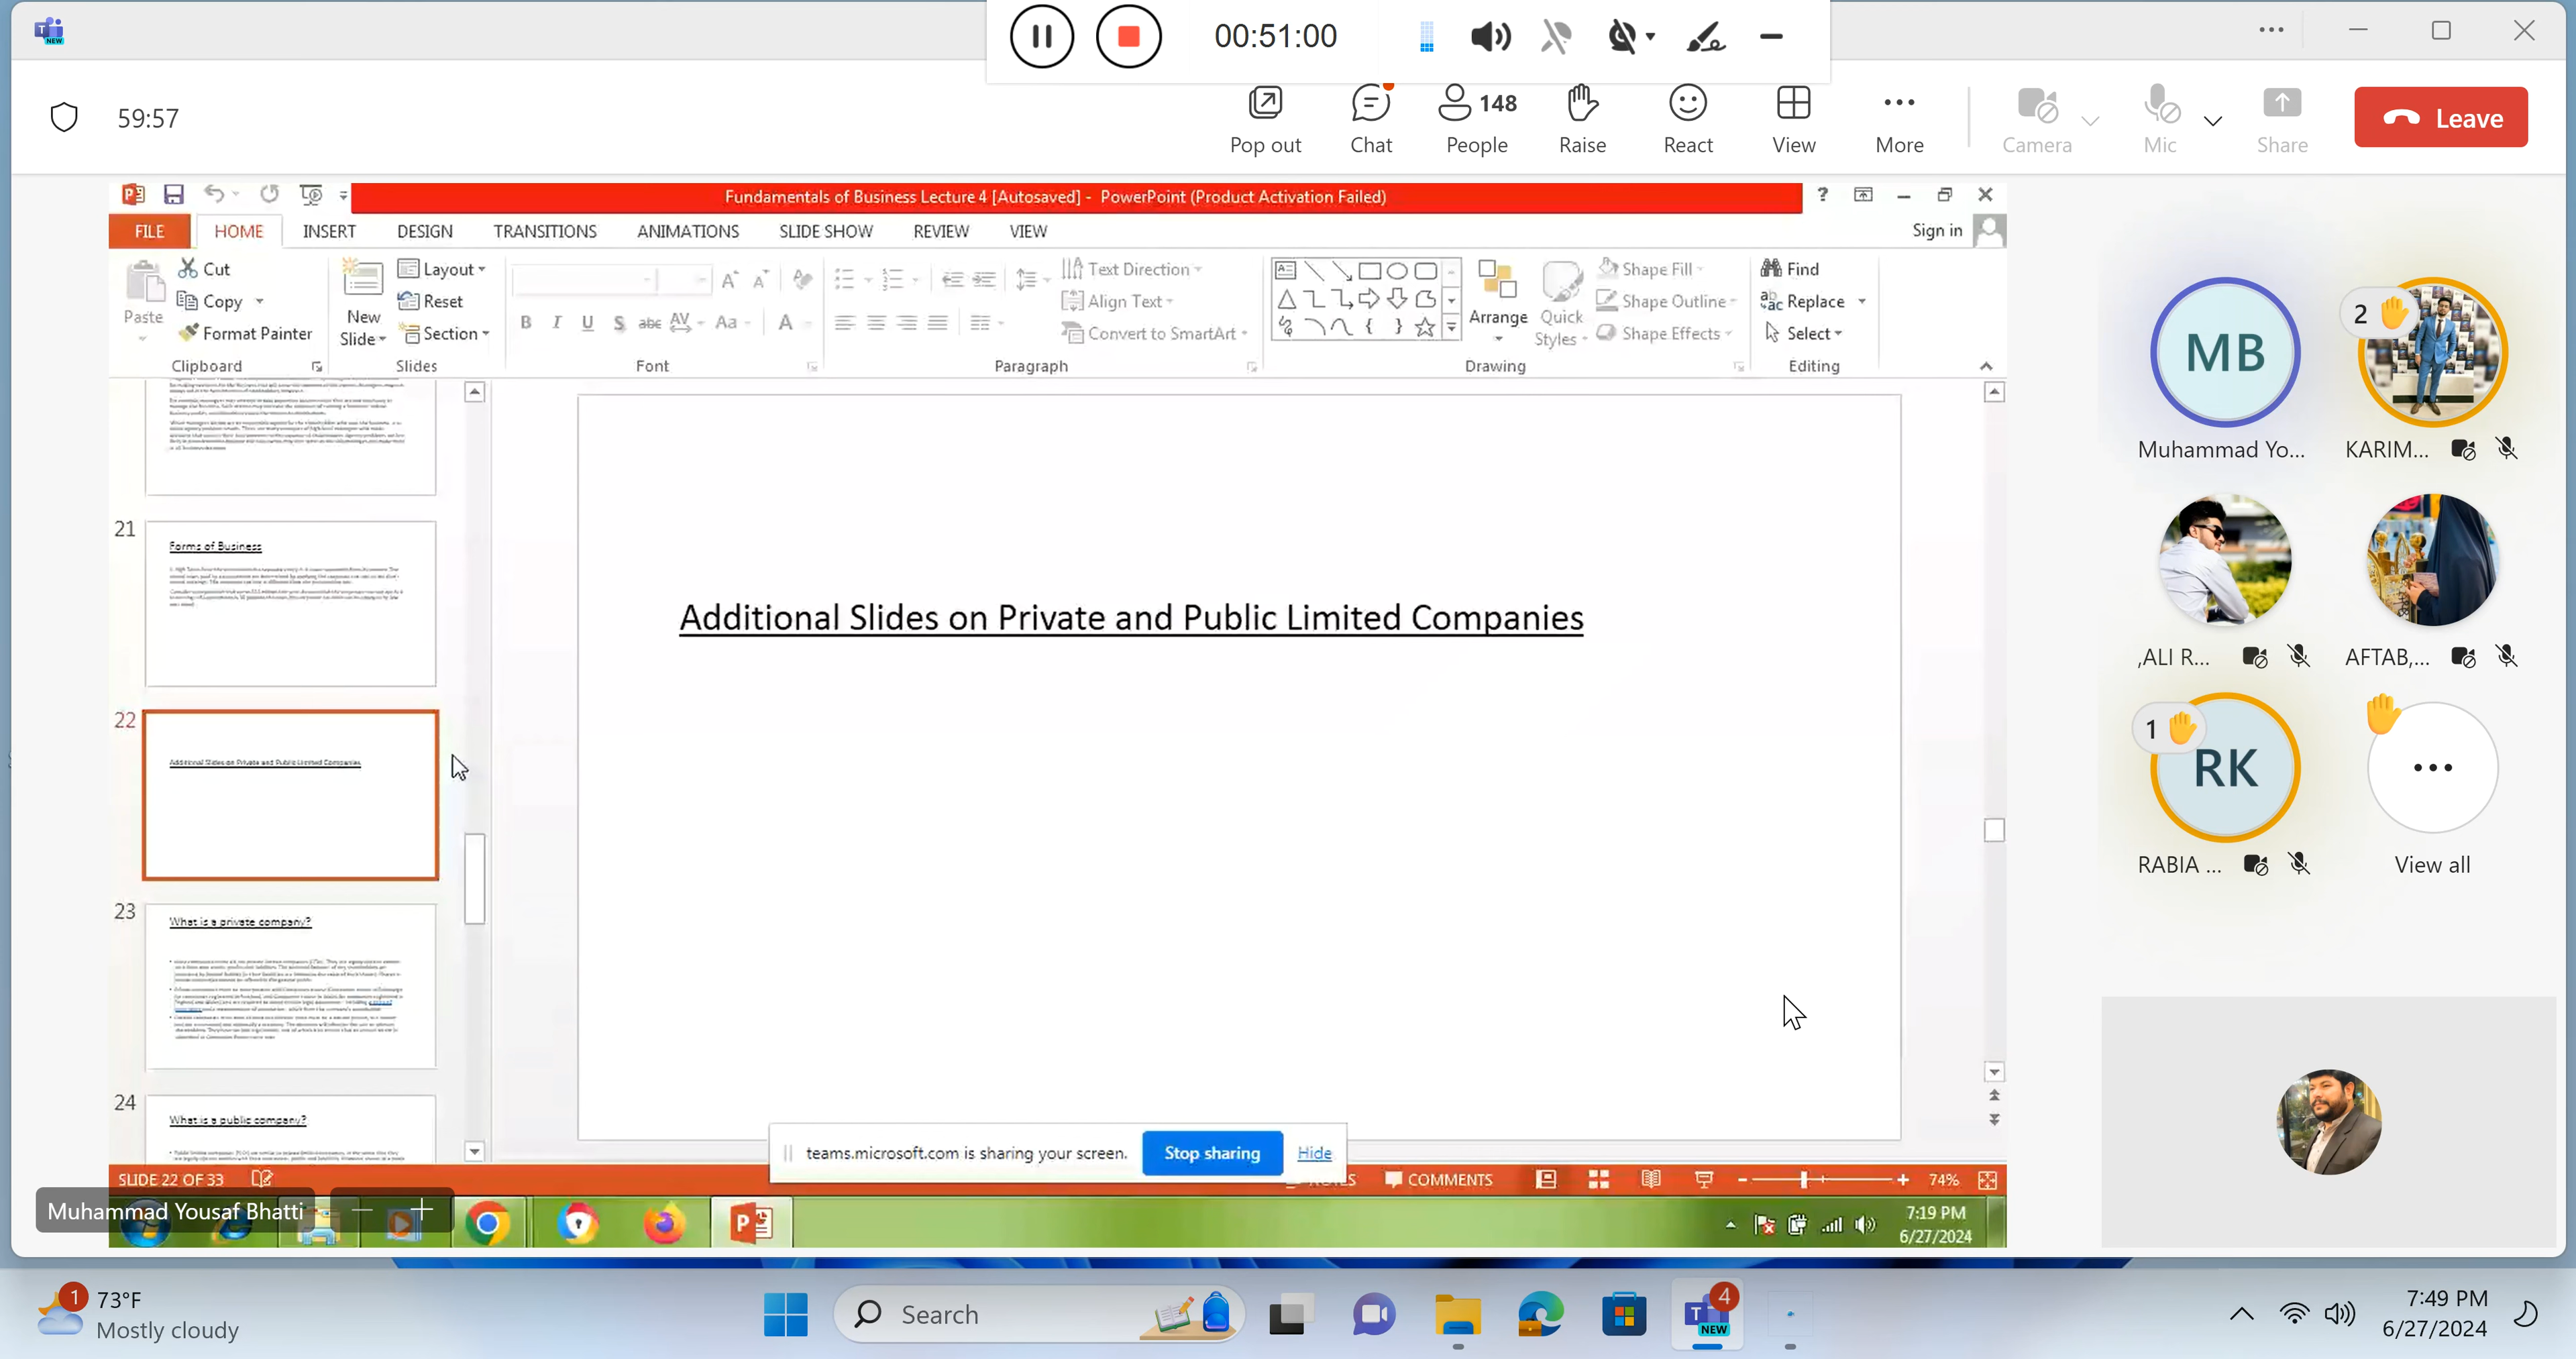 00:51:00
59:57
Pop out
Chat
148
People
Raise
React
View
More
Camera
Mic
Share
Leave
Fundamentals of Business Lecture 4 [Autosaved] - PowerPoint (Product Activation Failed)
FILE HOME INSERT DESIGN TRANSITIONS ANIMATIONS SLIDE SHOW REVIEW VIEW
Sign in
Paste
Cut
Copy
Format Painter
Clipboard
New Slide
Layout
Reset
Section
Slides
Font
Text Direction
Align Text
Convert to SmartArt
Paragraph
Arrange
Quick Styles
Shape Fill
Shape Outline
Shape Effects
Drawing
Find
Replace
Select
Editing
21
Forms of Business
22
Additional Slides on Private and Public Limited Companies
23
What is a private company?
24
What is a public company?
Additional Slides on Private and Public Limited Companies
teams.microsoft.com is sharing your screen.
Stop sharing
Hide
SLIDE 22 OF 33
COMMENTS
74%
Muhammad Yousaf Bhatti
7:19 PM
6/27/2024
MB
Muhammad Yo...
2
KARIM...
,ALI R...
AFTAB,...
1
RK
RABIA ...
View all
1
73°F
Mostly cloudy
Search
4
NEW
7:49 PM
6/27/2024